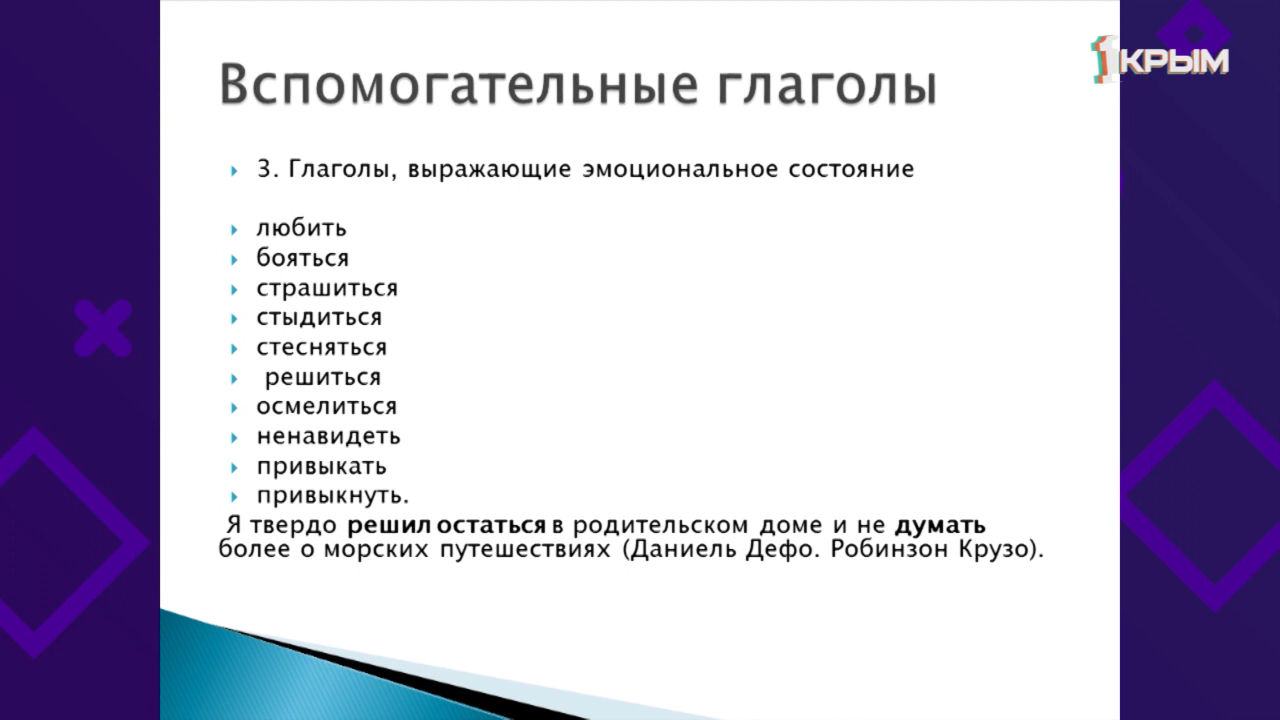 1КРЫМ
Вспомогательные глаголы
3. Глаголы, выражающие эмоциональное состояние
любить
бояться
страшиться
стыдиться
стесняться
решиться
осмелиться
ненавидеть
привыкать
привыкнуть.
Я твердо решил остаться в родительском доме и не думать
более о морских путешествиях (Даниель Дефо. Робинзон Крузо).